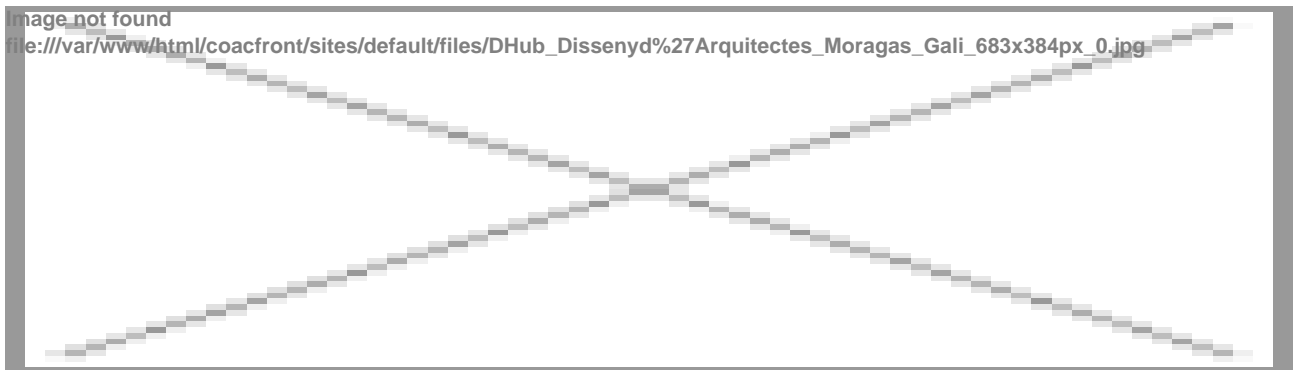 Image not found
file:///var/www/html/coacfront/sites/default/files/DHub_Dissenyd%27Arquitectes_Moragas_Gali_683x384px_0.jpg